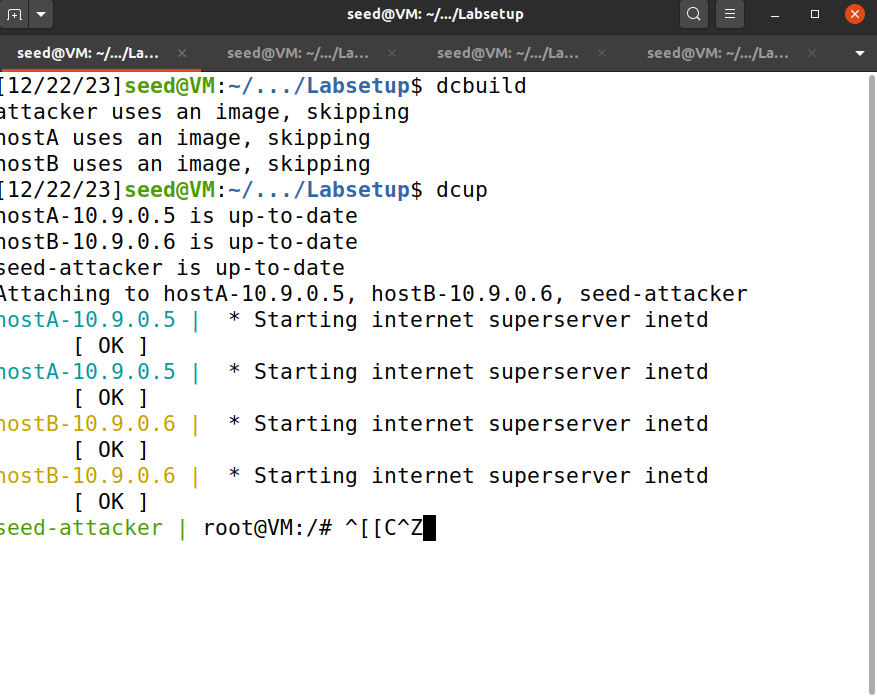 seed@VM: ~/.../Labsetup
seed@VM: ~/.../La... seed@VM: ~/.../La... seed@VM: ~/.../La... seed@VM: ~/.../La...
[12/22/23]seed@VM:~/.../Labsetup$ dcbuild
attacker uses an image, skipping
hostA uses an image, skipping
hostB uses an image, skipping
[12/22/23]seed@VM:~/.../Labsetup$ dcup
hostA-10.9.0.5 is up-to-date
hostB-10.9.0.6 is up-to-date
seed-attacker is up-to-date
Attaching to hostA-10.9.0.5, hostB-10.9.0.6, seed-attacker
hostA-10.9.0.5 |  * Starting internet superserver inetd
[ OK ]
hostA-10.9.0.5 |  * Starting internet superserver inetd
[ OK ]
hostB-10.9.0.6 |  * Starting internet superserver inetd
[ OK ]
hostB-10.9.0.6 |  * Starting internet superserver inetd
[ OK ]
seed-attacker | root@VM:/# ^[[C^Z